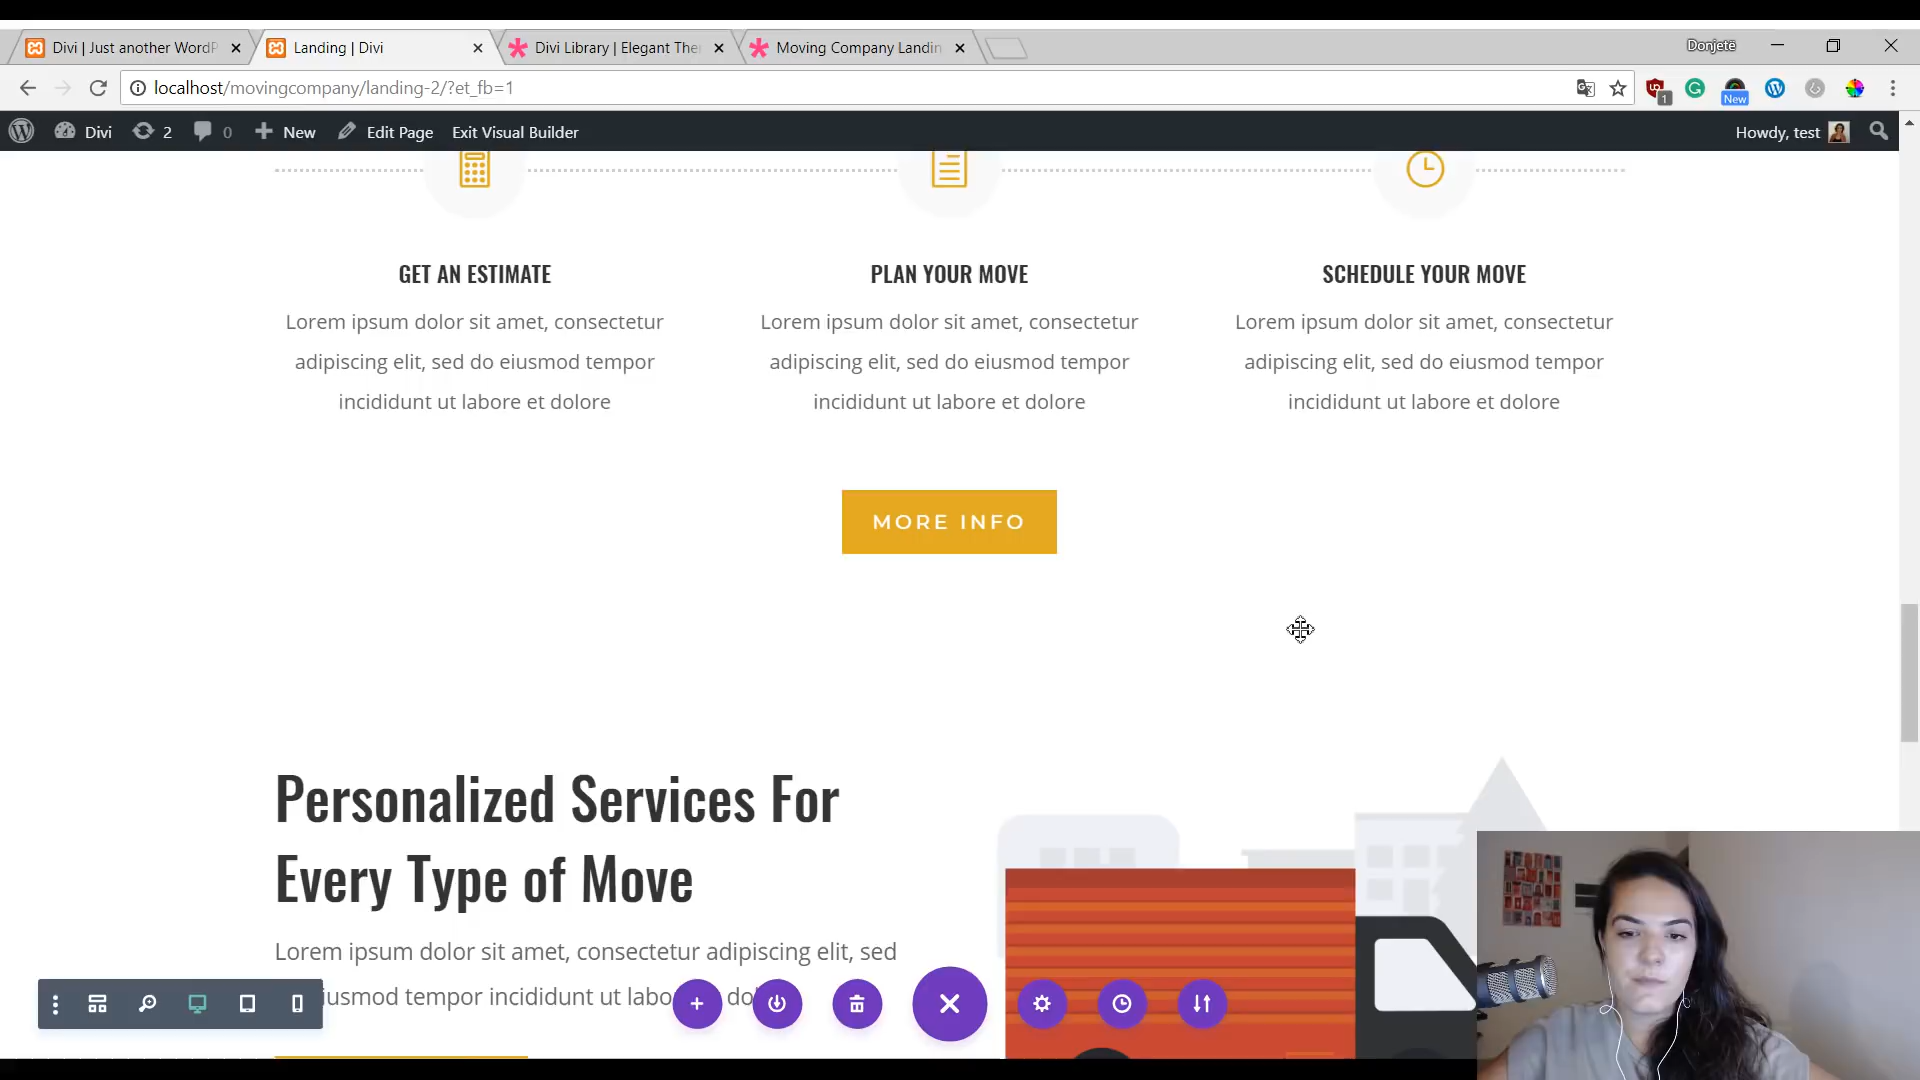 Divi | Just another WordP
Landing | Divi
Divi Library | Elegant The
Moving Company Landin
Donjetë
localhost/movingcompany/landing-2/?et_fb=1
1
New
Divi
2
0
New
Edit Page
Exit Visual Builder
Howdy, test
GET AN ESTIMATE
Lorem ipsum dolor sit amet, consectetur
adipiscing elit, sed do eiusmod tempor
incididunt ut labore et dolore
PLAN YOUR MOVE
Lorem ipsum dolor sit amet, consectetur
adipiscing elit, sed do eiusmod tempor
incididunt ut labore et dolore
SCHEDULE YOUR MOVE
Lorem ipsum dolor sit amet, consectetur
adipiscing elit, sed do eiusmod tempor
incididunt ut labore et dolore
MORE INFO
Personalized Services For
Every Type of Move
Lorem ipsum dolor sit amet, consectetur adipiscing elit, sed
iusmod tempor incididunt ut labo do